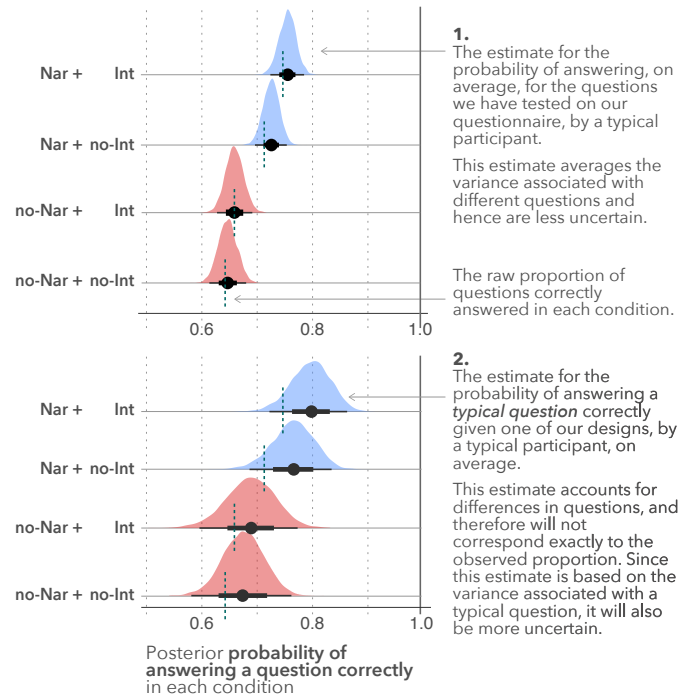 1.
The estimate for the
probability of answering, on
average, for the questions
we have tested on our
questionnaire, by a typical
participant.
This estimate averages the
variance associated with
different questions and
hence are less uncertain.
The raw proportion of
questions correctly
answered in each condition.
Nar + Int
Nar + no-Int
no-Nar + Int
no-Nar + no-Int
0.6 0.8 1.0
2.
The estimate for the
probability of answering a
typical question correctly
given one of our designs, by
a typical participant, on
average.
This estimate accounts for
differences in questions, and
therefore will not
correspond exactly to the
observed proportion. Since
this estimate is based on the
variance associated with a
typical question, it will also
be more uncertain.
Nar + Int
Nar + no-Int
no-Nar + Int
no-Nar + no-Int
0.6 0.8 1.0
Posterior probability of
answering a question correctly
in each condition